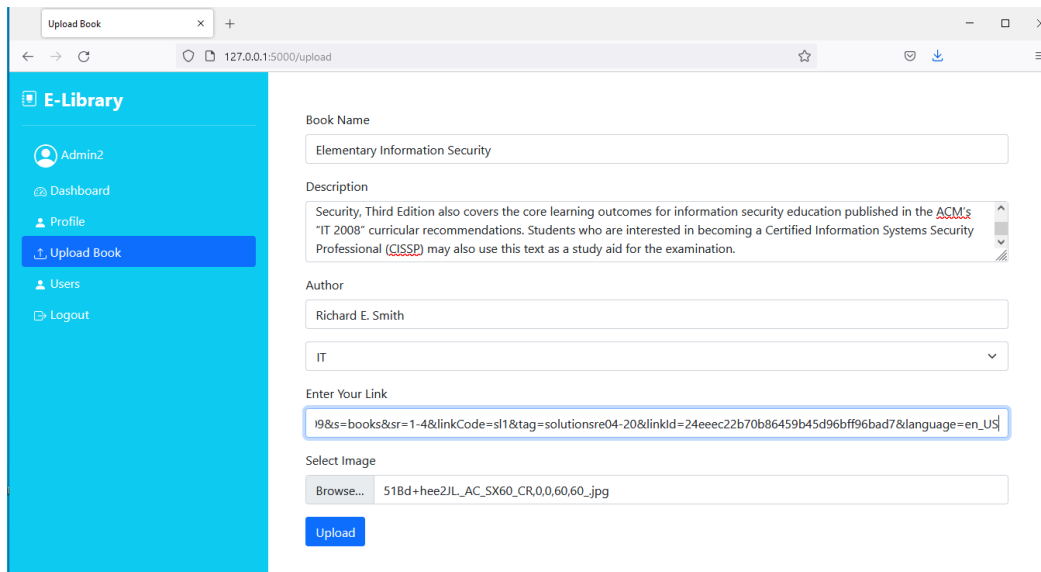 Upload Book
127.0.0.1:5000/upload
E-Library
Admin2
Dashboard
Profile
Upload Book
Users
Logout
Book Name
Elementary Information Security
Description
Security, Third Edition also covers the core learning outcomes for information security education published in the ACM's
"IT 2008" curricular recommendations. Students who are interested in becoming a Certified Information Systems Security
Professional (CISSP) may also use this text as a study aid for the examination.
Author
Richard E. Smith
IT
Enter Your Link
9&s=books&sr=1-4&linkCode=sl1&tag=solutionsre04-20&linkId=24eeec22b70b86459b45d96bff96bad7&language=en_US
Select Image
Browse... 51Bd+hee2JL._AC_SX60_CR,0,0,60,60_.jpg
Upload